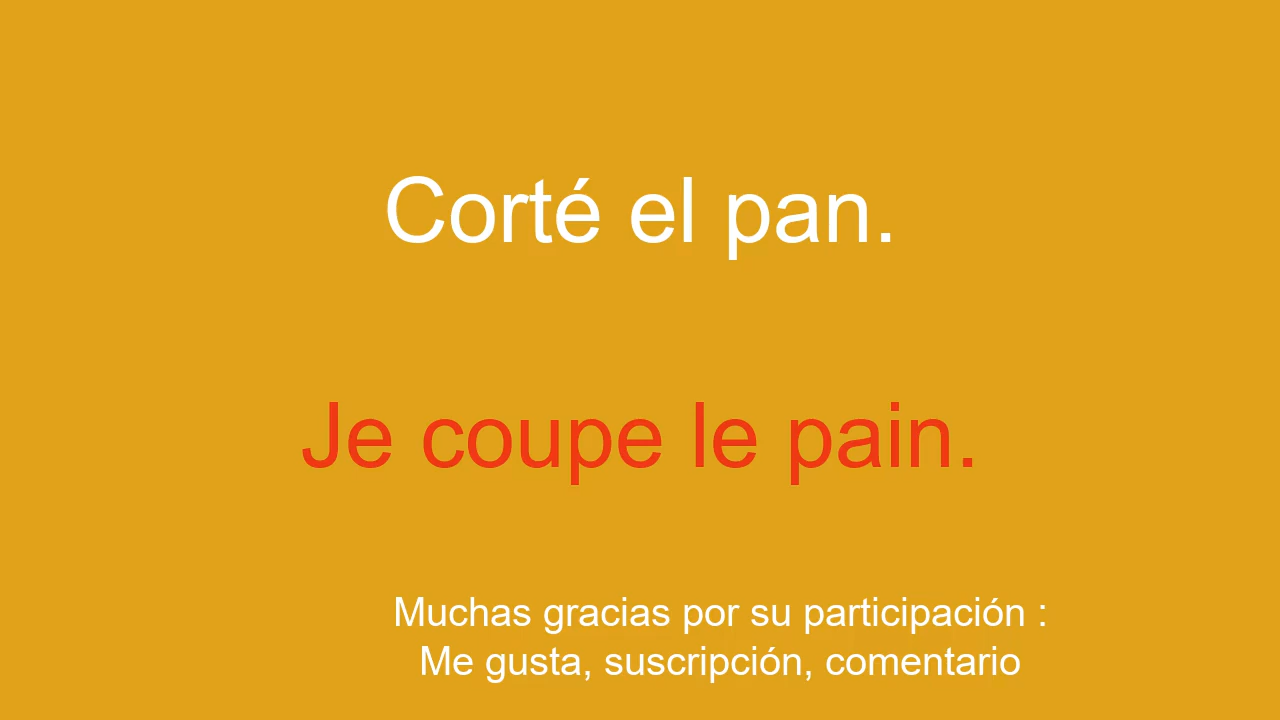 Corté el pan.
Je coupe le pain.
Muchas gracias por su participación :
Me gusta, suscripción, comentario